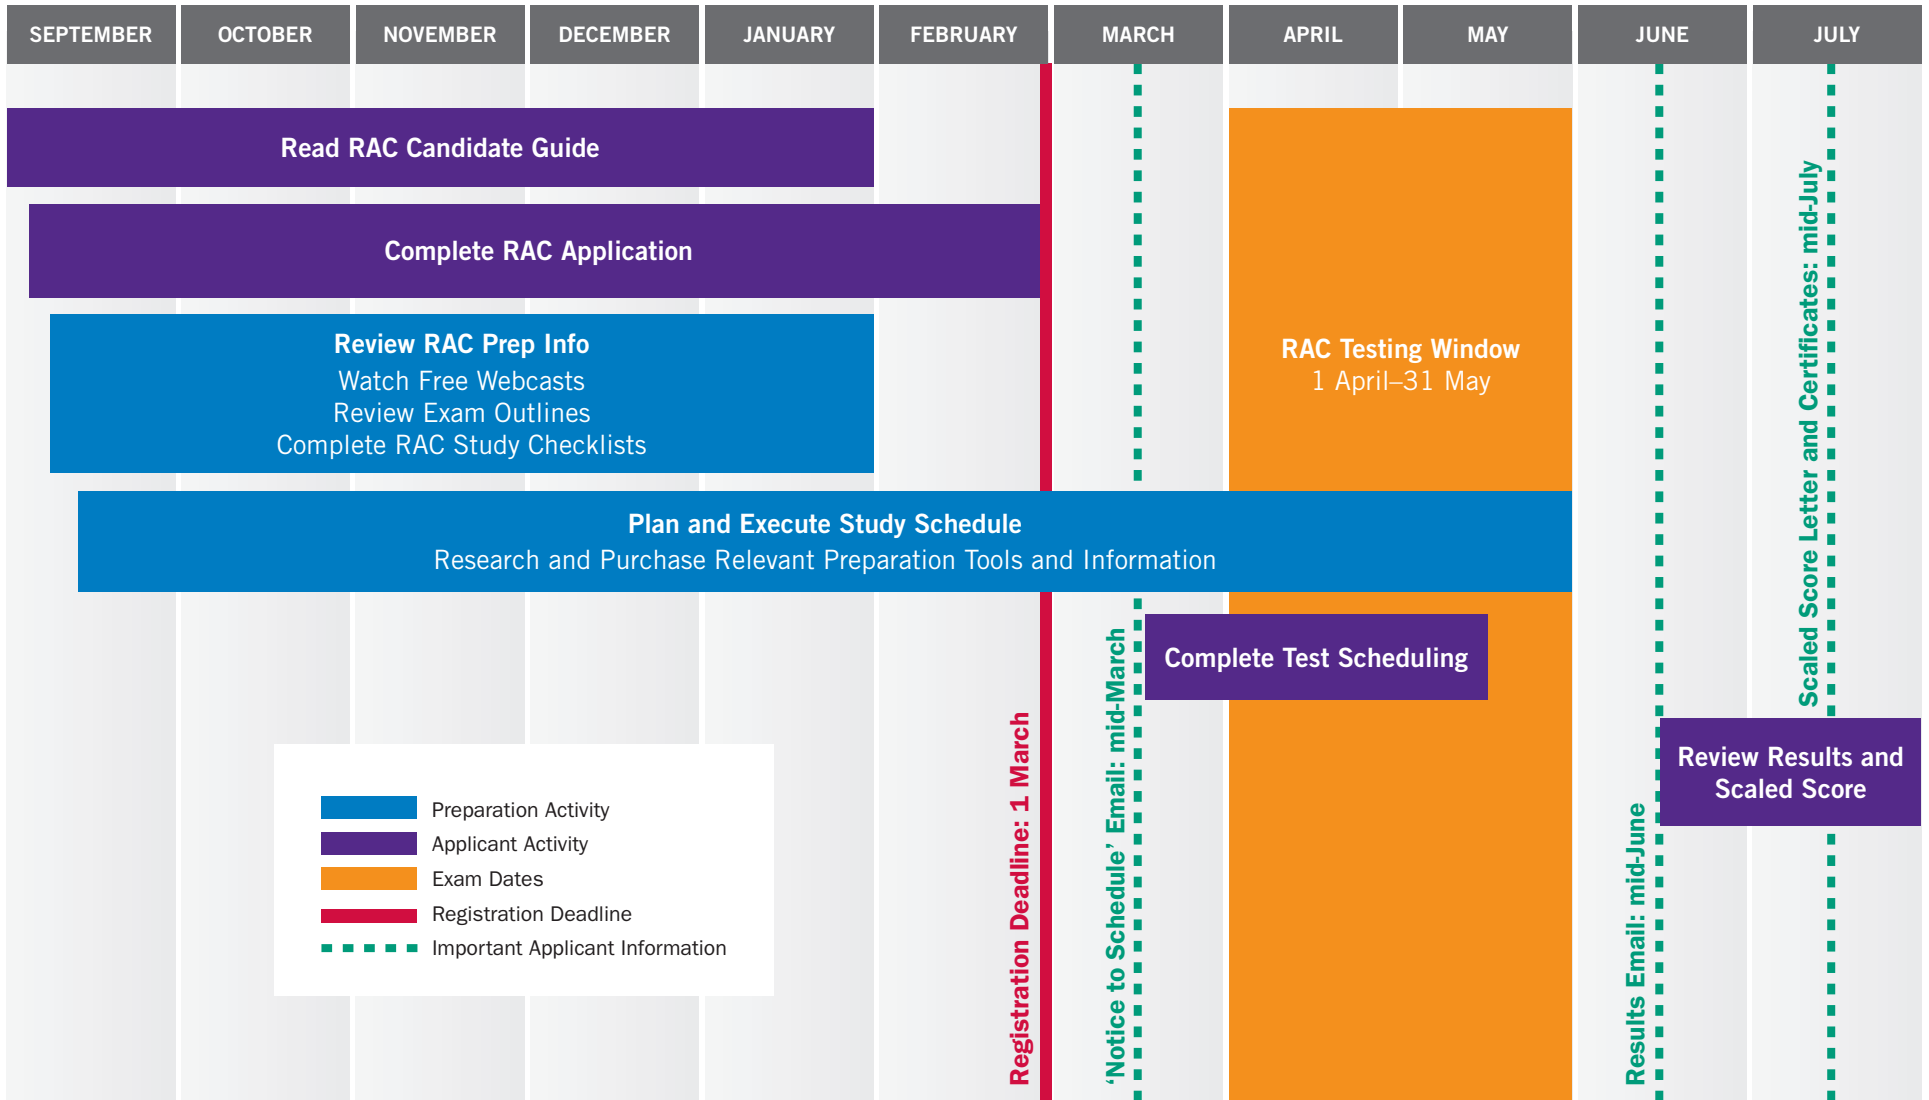 SEPTEMBER
OCTOBER
NOVEMBER
DECEMBER
JANUARY
FEBRUARY
MARCH
APRIL
MAY
JUNE
JULY
Read RAC Candidate Guide
Complete RAC Application
Review RAC Prep Info
Watch Free Webcasts
Review Exam Outlines
Complete RAC Study Checklists
RAC Testing Window
1 April–31 May
Plan and Execute Study Schedule
Research and Purchase Relevant Preparation Tools and Information
Complete Test Scheduling
Review Results and
Scaled Score
Registration Deadline: 1 March
‘Notice to Schedule’ Email: mid-March
Results Email: mid-June
Scaled Score Letter and Certificates: mid-July
Preparation Activity
Applicant Activity
Exam Dates
Registration Deadline
Important Applicant Information